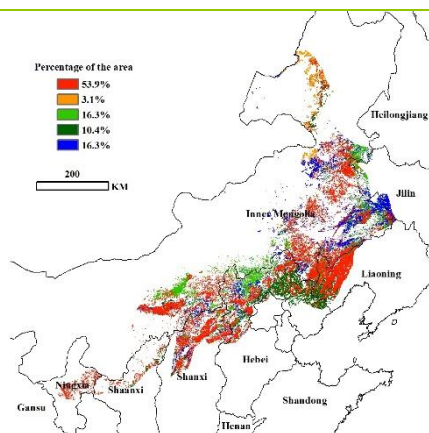 Percentage of the area
53.9%
3.1%
16.3%
10.4%
16.3%
200
KM
Heilongjiang
Jilin
Inner Mongolia
Liaoning
Hebei
Ningxia
Shaanxi
Shanxi
Gansu
Shandong
Henan